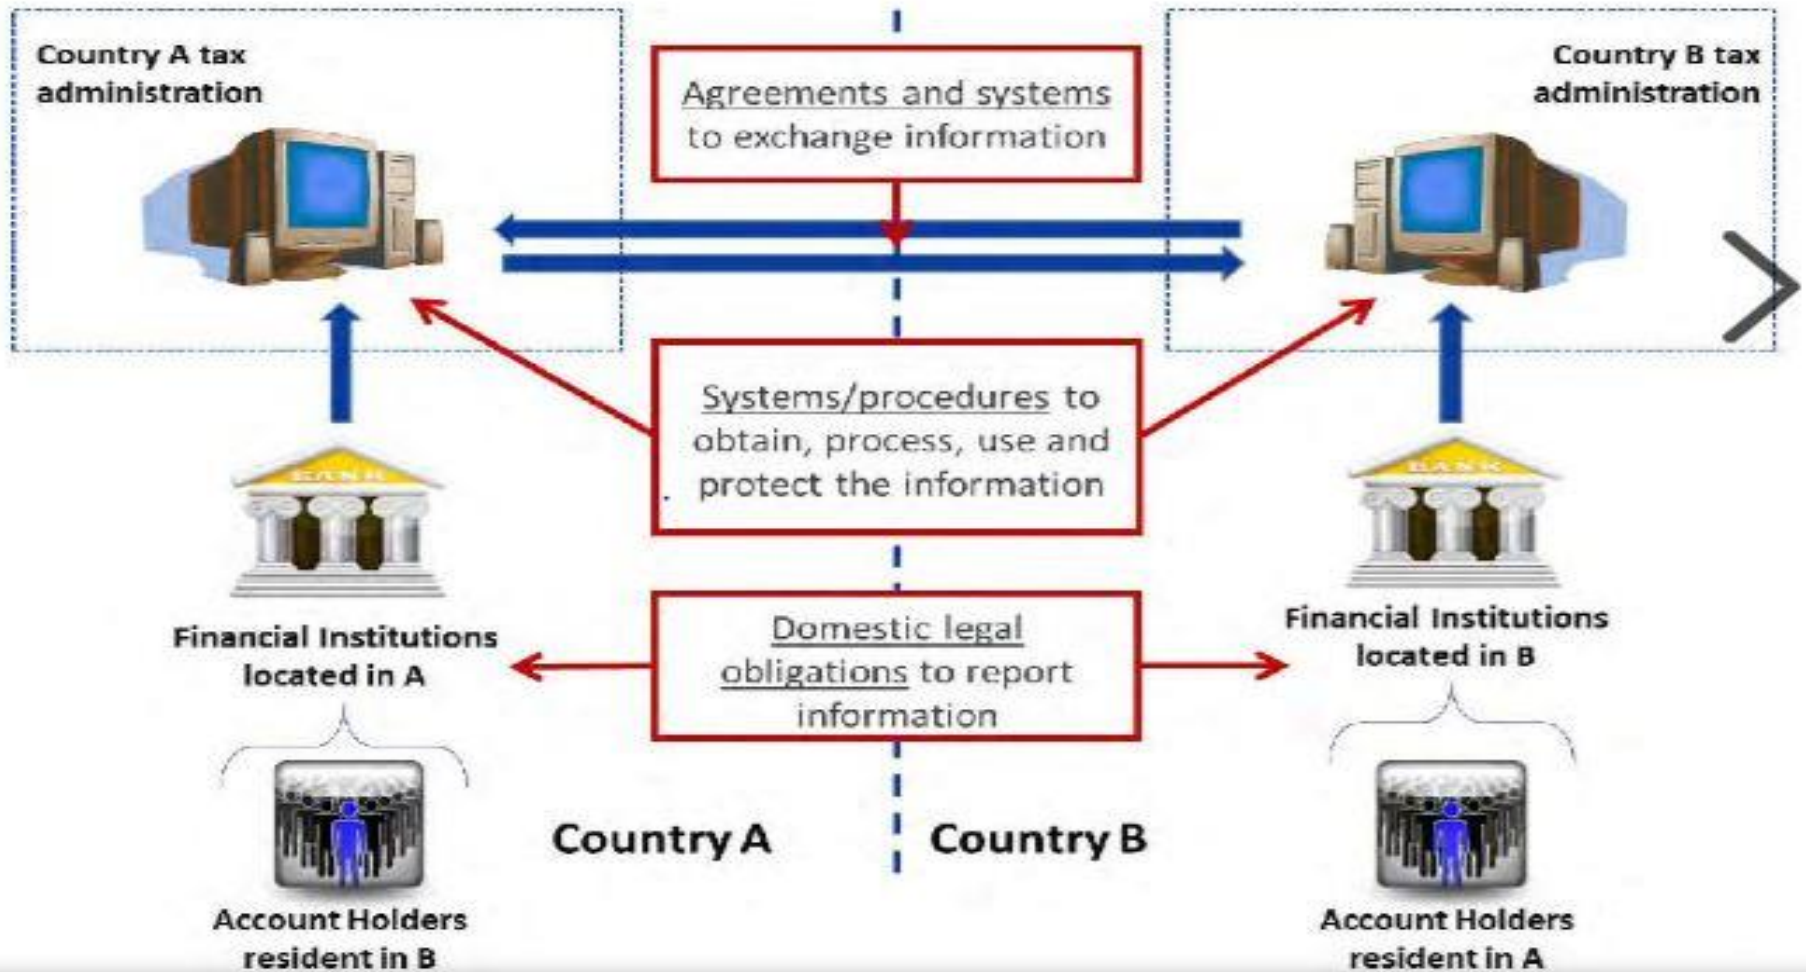 Country A tax
administration
Agreements and systems
to exchange information
Country B tax
administration
Systems/procedures to
obtain, process, use and
protect the information
BANK
BANK
Financial Institutions
located in A
Domestic legal
obligations to report
information
Financial Institutions
located in B
Country A
Country B
Account Holders
resident in B
Account Holders
resident in A